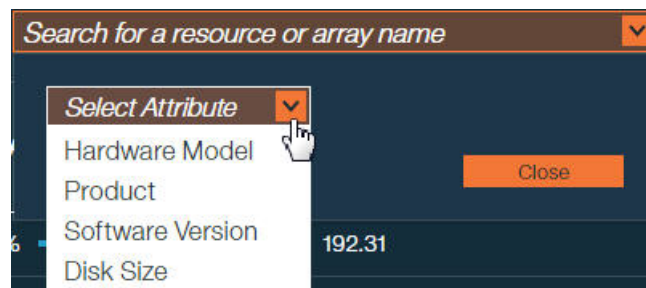 Search for a resource or array name
Select Attribute
Hardware Model
Close
Product
Software Version
% 192.31
Disk Size